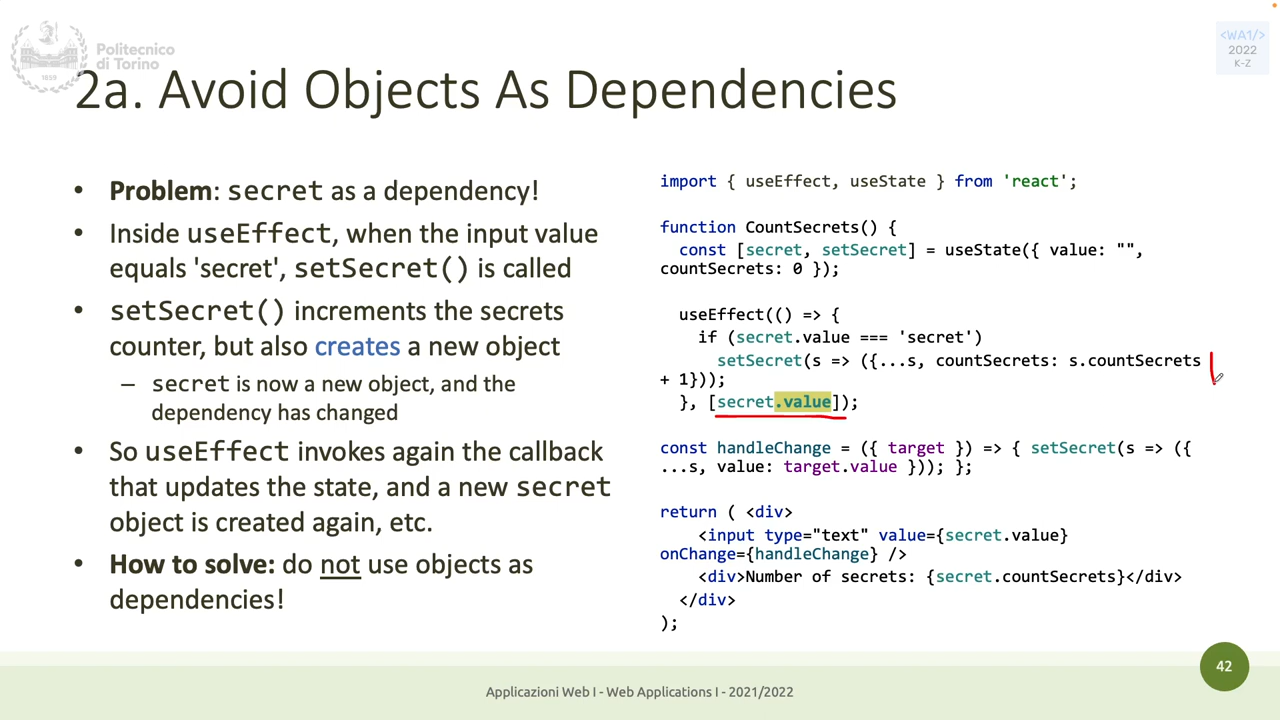 Politecnico
di Torino
1859
<WA1/>
2022
K-Z
2a. Avoid Objects As Dependencies
• Problem: secret as a dependency!
• Inside useEffect, when the input value
equals 'secret', setSecret() is called
• setSecret() increments the secrets
counter, but also creates a new object
– secret is now a new object, and the
dependency has changed
• So useEffect invokes again the callback
that updates the state, and a new secret
object is created again, etc.
• How to solve: do not use objects as
dependencies!
import { useEffect, useState } from 'react';
function CountSecrets() {
const [secret, setSecret] = useState({ value: "",
countSecrets: 0 });
useEffect(() => {
if (secret.value === 'secret')
setSecret(s => ({...s, countSecrets: s.countSecrets
+ 1}));
}, [secret.value]);
const handleChange = ({ target }) => { setSecret(s => ({
...s, value: target.value })); };
return ( <div>
<input type="text" value={secret.value}
onChange={handleChange} />
<div>Number of secrets: {secret.countSecrets}</div>
</div>
);
42
Applicazioni Web I - Web Applications I - 2021/2022